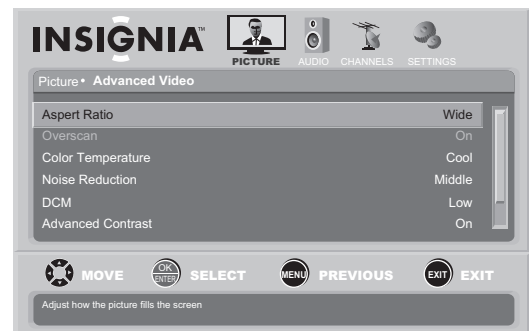 INSIGNIA™
PICTURE AUDIO CHANNELS SETTINGS
Picture • Advanced Video
Aspert Ratio Wide
Overscan On
Color Temperature Cool
Noise Reduction Middle
DCM Low
Advanced Contrast On
MOVE OK ENTER SELECT MENU PREVIOUS EXIT EXIT
Adjust how the picture fills the screen